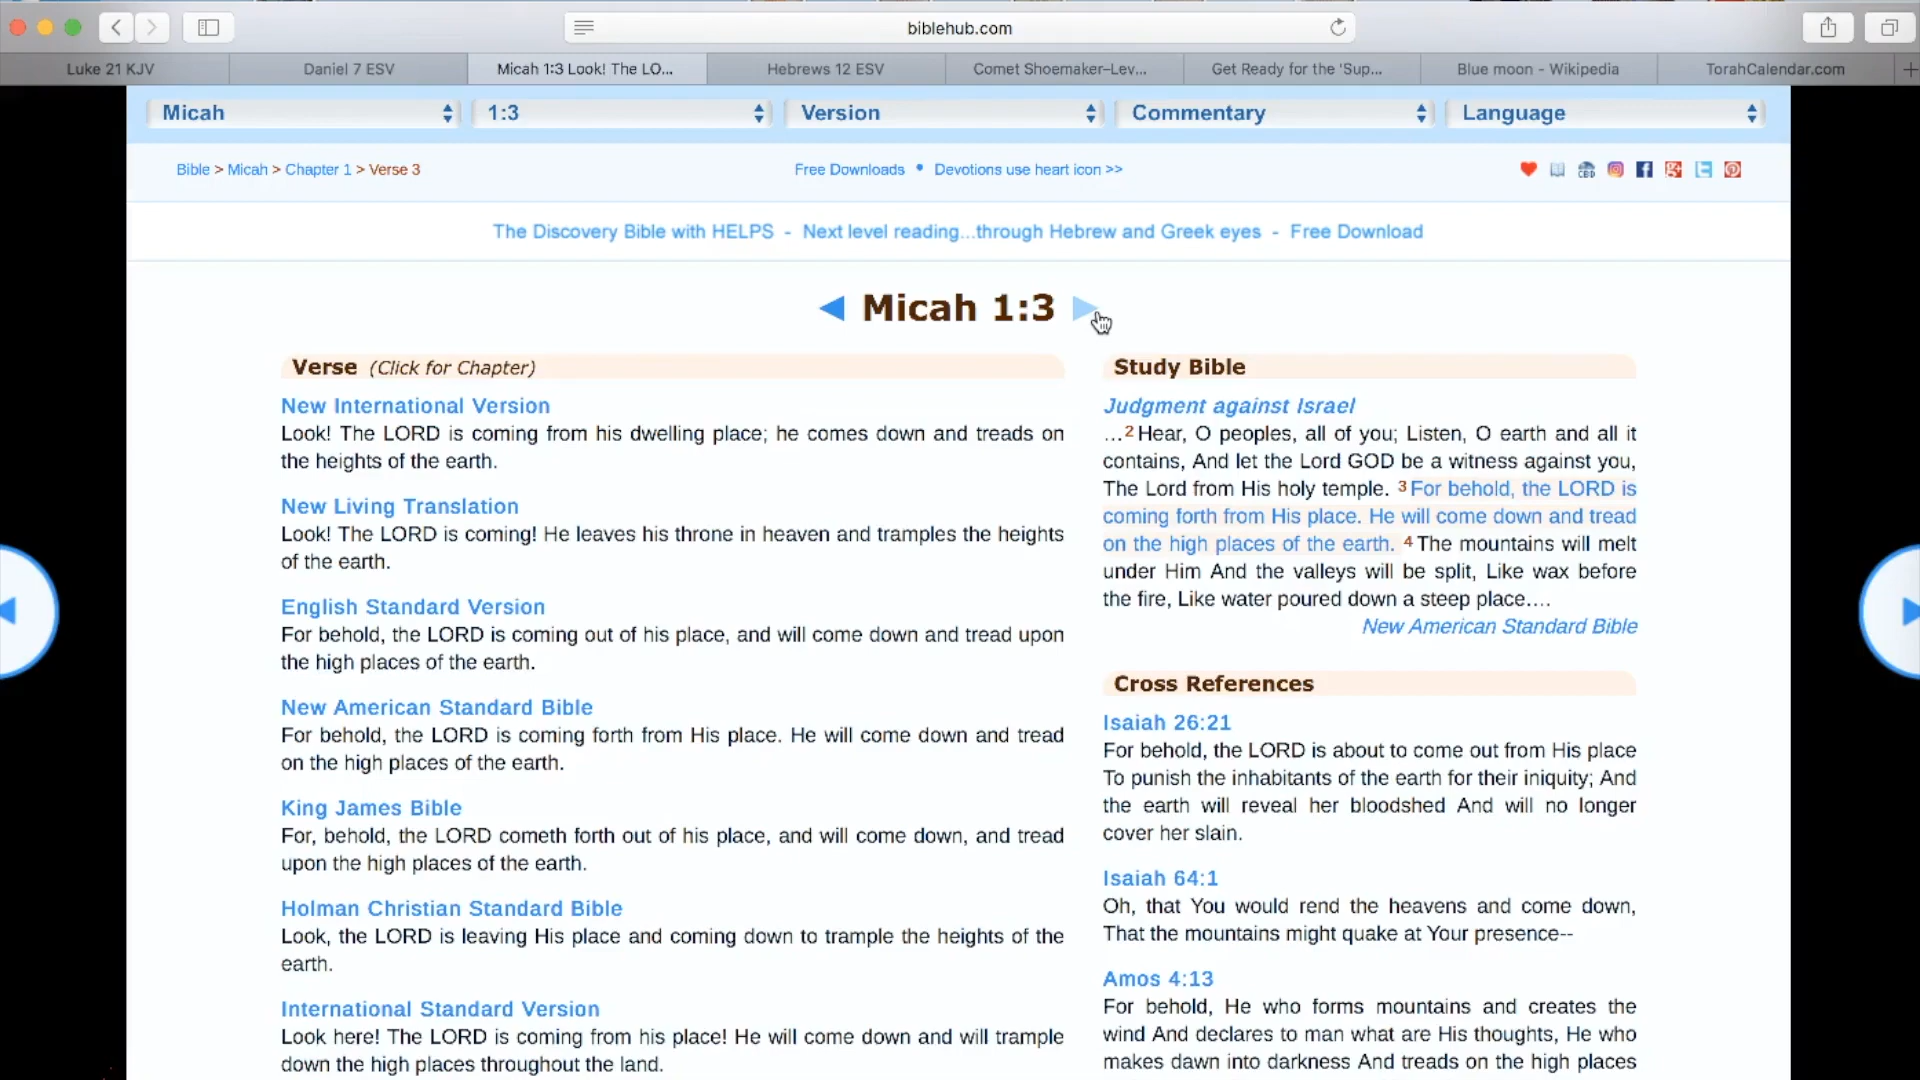 biblehub.com
Luke 21 KJV
Daniel 7 ESV
Micah 1:3 Look! The LO...
Hebrews 12 ESV
Comet Shoemaker–Lev...
Get Ready for the 'Sup...
Blue moon - Wikipedia
TorahCalendar.com
Micah
1:3
Version
Commentary
Language
Bible > Micah > Chapter 1 > Verse 3
Free Downloads • Devotions use heart icon >>
CBD
The Discovery Bible with HELPS - Next level reading...through Hebrew and Greek eyes - Free Download
Micah 1:3
Verse (Click for Chapter)
New International Version
Look! The LORD is coming from his dwelling place; he comes down and treads on
the heights of the earth.
New Living Translation
Look! The LORD is coming! He leaves his throne in heaven and tramples the heights
of the earth.
English Standard Version
For behold, the LORD is coming out of his place, and will come down and tread upon
the high places of the earth.
New American Standard Bible
For behold, the LORD is coming forth from His place. He will come down and tread
on the high places of the earth.
King James Bible
For, behold, the LORD cometh forth out of his place, and will come down, and tread
upon the high places of the earth.
Holman Christian Standard Bible
Look, the LORD is leaving His place and coming down to trample the heights of the
earth.
International Standard Version
Look here! The LORD is coming from his place! He will come down and will trample
down the high places throughout the land.
Study Bible
Judgment against Israel
…2 Hear, O peoples, all of you; Listen, O earth and all it
contains, And let the Lord GOD be a witness against you,
The Lord from His holy temple. 3 For behold, the LORD is
coming forth from His place. He will come down and tread
on the high places of the earth. 4 The mountains will melt
under Him And the valleys will be split, Like wax before
the fire, Like water poured down a steep place.…
New American Standard Bible
Cross References
Isaiah 26:21
For behold, the LORD is about to come out from His place
To punish the inhabitants of the earth for their iniquity; And
the earth will reveal her bloodshed And will no longer
cover her slain.
Isaiah 64:1
Oh, that You would rend the heavens and come down,
That the mountains might quake at Your presence--
Amos 4:13
For behold, He who forms mountains and creates the
wind And declares to man what are His thoughts, He who
makes dawn into darkness And treads on the high places